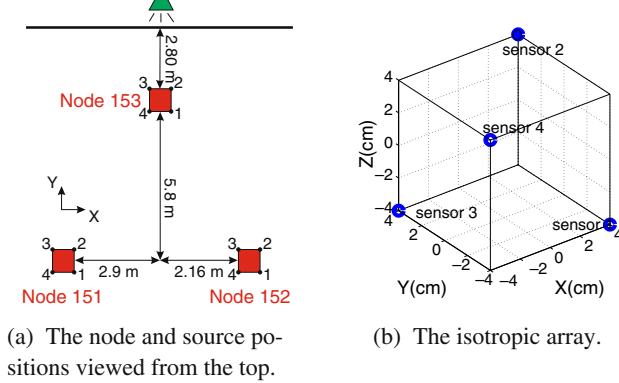 2.80 m
3 2
Node 153
4 1
5.8 m
Y
X
3 2
4 1
2.9 m
2.16 m
3 2
4 1
Node 151
Node 152
(a) The node and source po-
sitions viewed from the top.
sensor 2
4
2
0
−2
−4
Z(cm)
sensor 4
sensor 3
sensor
4
2
0
−2
−4
Y(cm)
−4
−2
0
2
4
X(cm)
(b) The isotropic array.